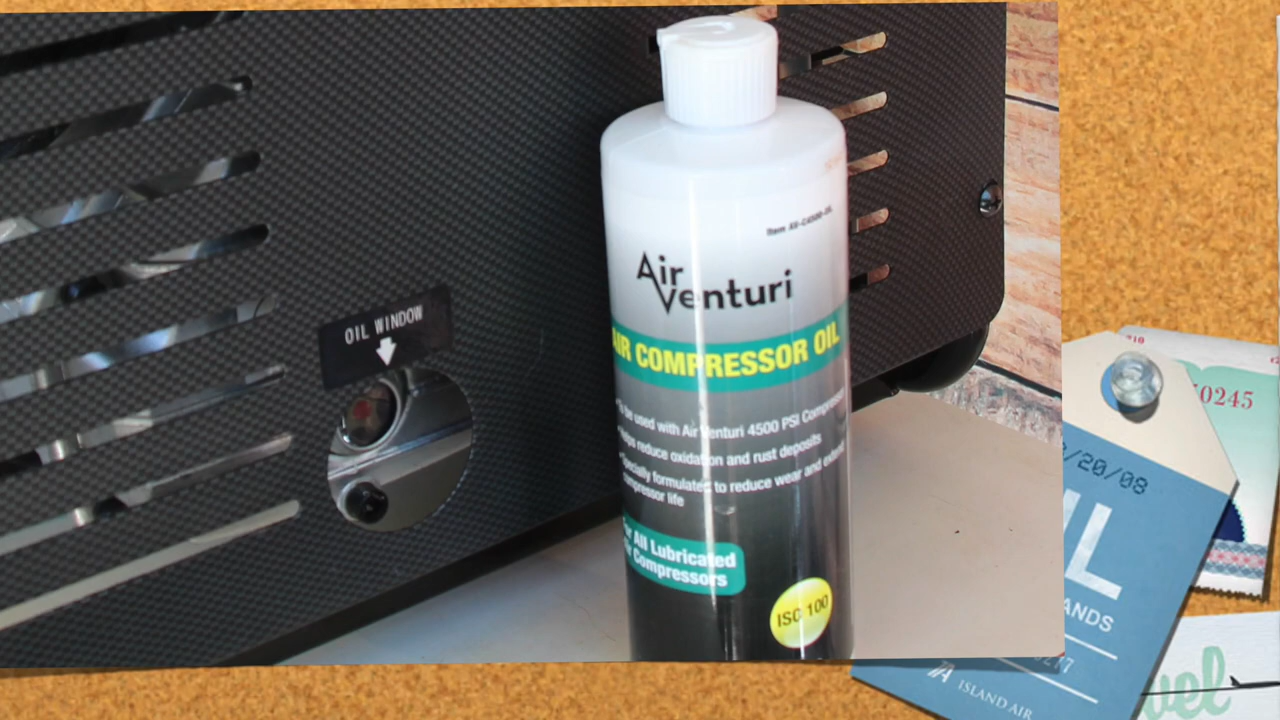 OIL WINDOW
Item AV-C4500-OIL
Air
Venturi
AIR COMPRESSOR OIL
To be used with Air Venturi 4500 PSI Compressor
Helps reduce oxidation and rust deposits
Specially formulated to reduce wear and extend
compressor life
For All Lubricated
Air Compressors
ISO 100
50245
/20/08
ANDS
ISLAND AIR
vel